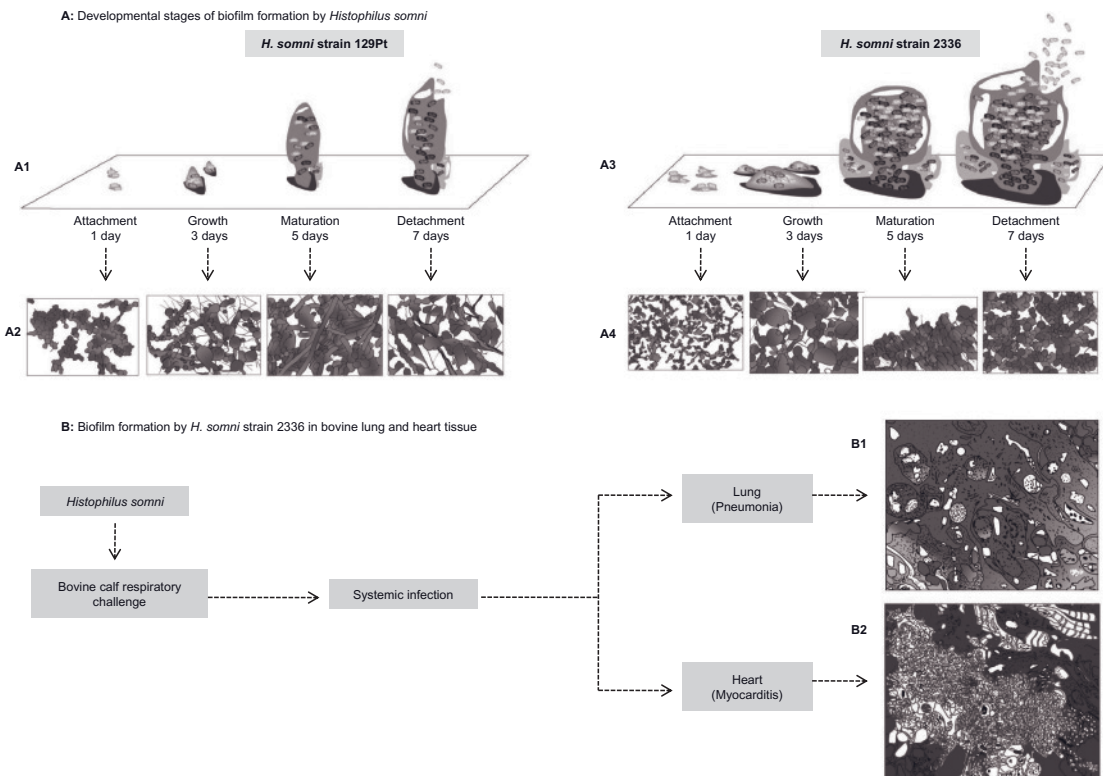 A: Developmental stages of biofilm formation by Histophilus somni
H. somni strain 129Pt
H. somni strain 2336
A1
A3
Attachment
1 day
Growth
3 days
Maturation
5 days
Detachment
7 days
Attachment
1 day
Growth
3 days
Maturation
5 days
Detachment
7 days
A2
A4
B: Biofilm formation by H. somni strain 2336 in bovine lung and heart tissue
B1
Histophilus somni
Lung
(Pneumonia)
Bovine calf respiratory
challenge
Systemic infection
B2
Heart
(Myocarditis)